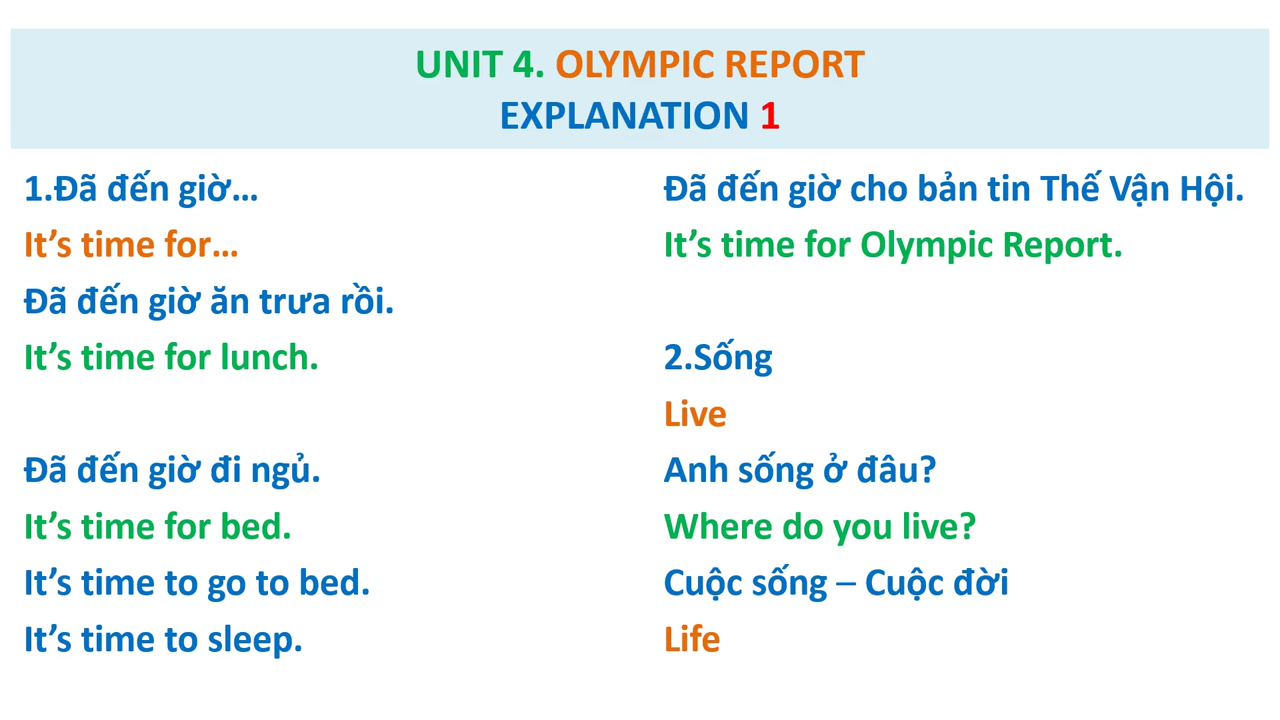 UNIT 4. OLYMPIC REPORT
EXPLANATION 1
1.Đã đến giờ...
It's time for...
Đã đến giờ ăn trưa rồi.
It's time for lunch.
Đã đến giờ đi ngủ.
It's time for bed.
It's time to go to bed.
It's time to sleep.
Đã đến giờ cho bản tin Thế Vận Hội.
It's time for Olympic Report.
2.Sống
Live
Anh sống ở đâu?
Where do you live?
Cuộc sống – Cuộc đời
Life